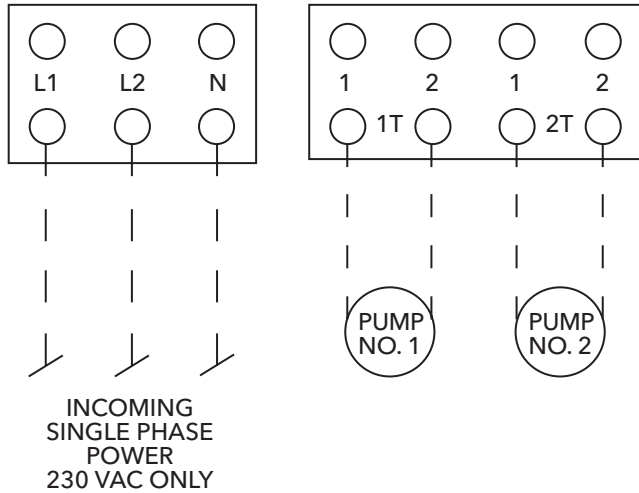 L1 L2 N
1 2 1 2
1T 2T
PUMP
NO. 1
PUMP
NO. 2
INCOMING
SINGLE PHASE
POWER
230 VAC ONLY